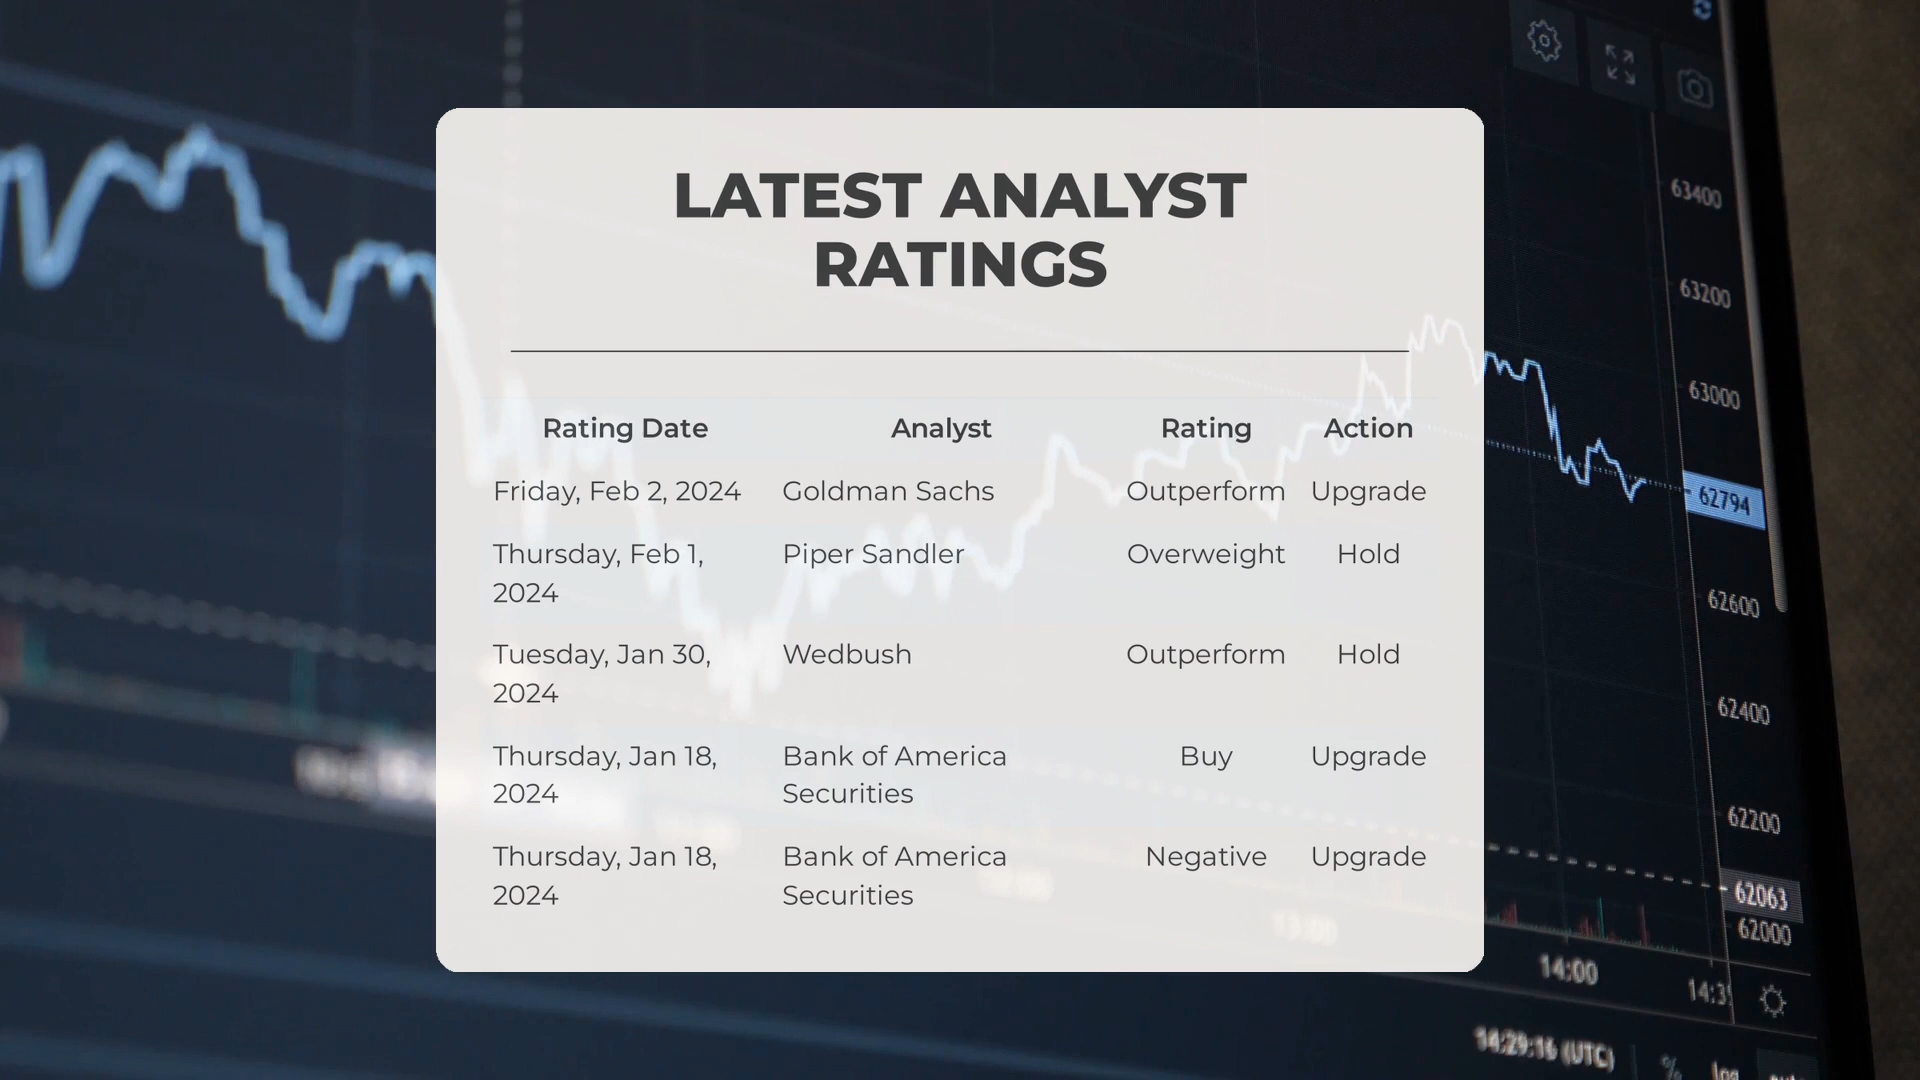 LATEST ANALYST
RATINGS
Rating Date Analyst Rating Action
Friday, Feb 2, 2024 Goldman Sachs Outperform Upgrade
Thursday, Feb 1, Piper Sandler Overweight Hold
2024
Tuesday, Jan 30, Wedbush Outperform Hold
2024
Thursday, Jan 18, Bank of America Buy Upgrade
2024 Securities
Thursday, Jan 18, Bank of America Negative Upgrade
2024 Securities
63400
63200
63000
62794
62600
62400
62200
62063
62000
13:00
14:00
14:29:16 (UTC)
%
log